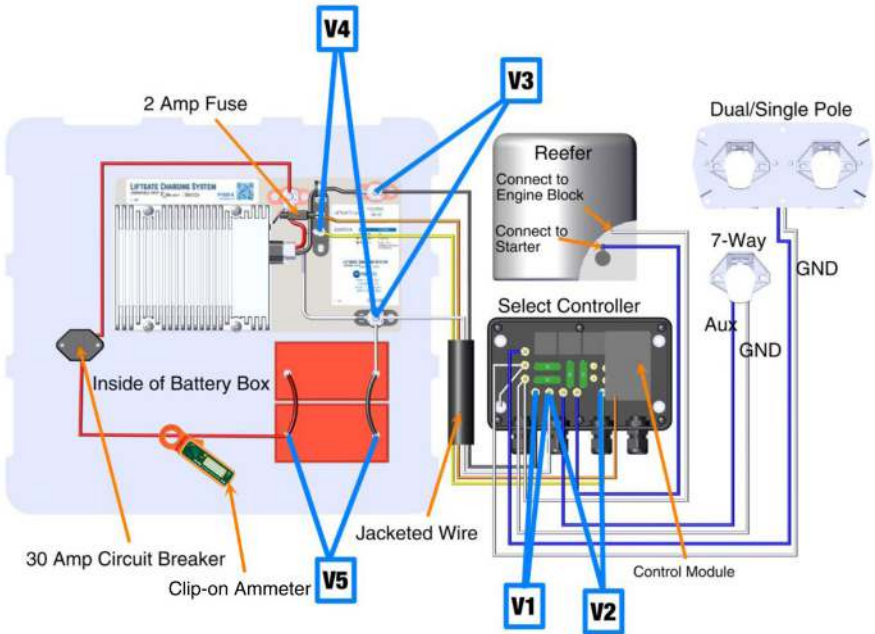 V4
V3
2 Amp Fuse
Dual/Single Pole
Reefer
Connect to
Engine Block
Connect to
Starter
LIFTGATE CHARGING SYSTEM
7-Way
GND
Select Controller
Aux
GND
Inside of Battery Box
Jacketed Wire
30 Amp Circuit Breaker
Clip-on Ammeter
V5
V1
V2
Control Module